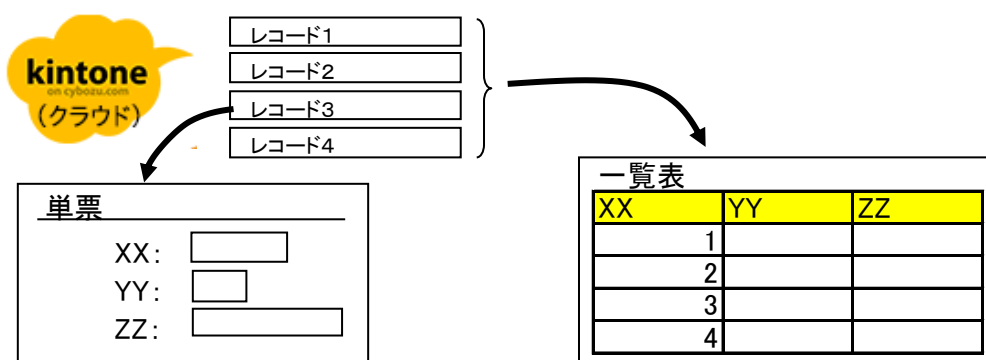 kintone
on cybozu.com
(クラウド)
レコード1
レコード2
レコード3
レコード4
単票
XX:
YY:
ZZ:
一覧表
XX YY ZZ
1
2
3
4